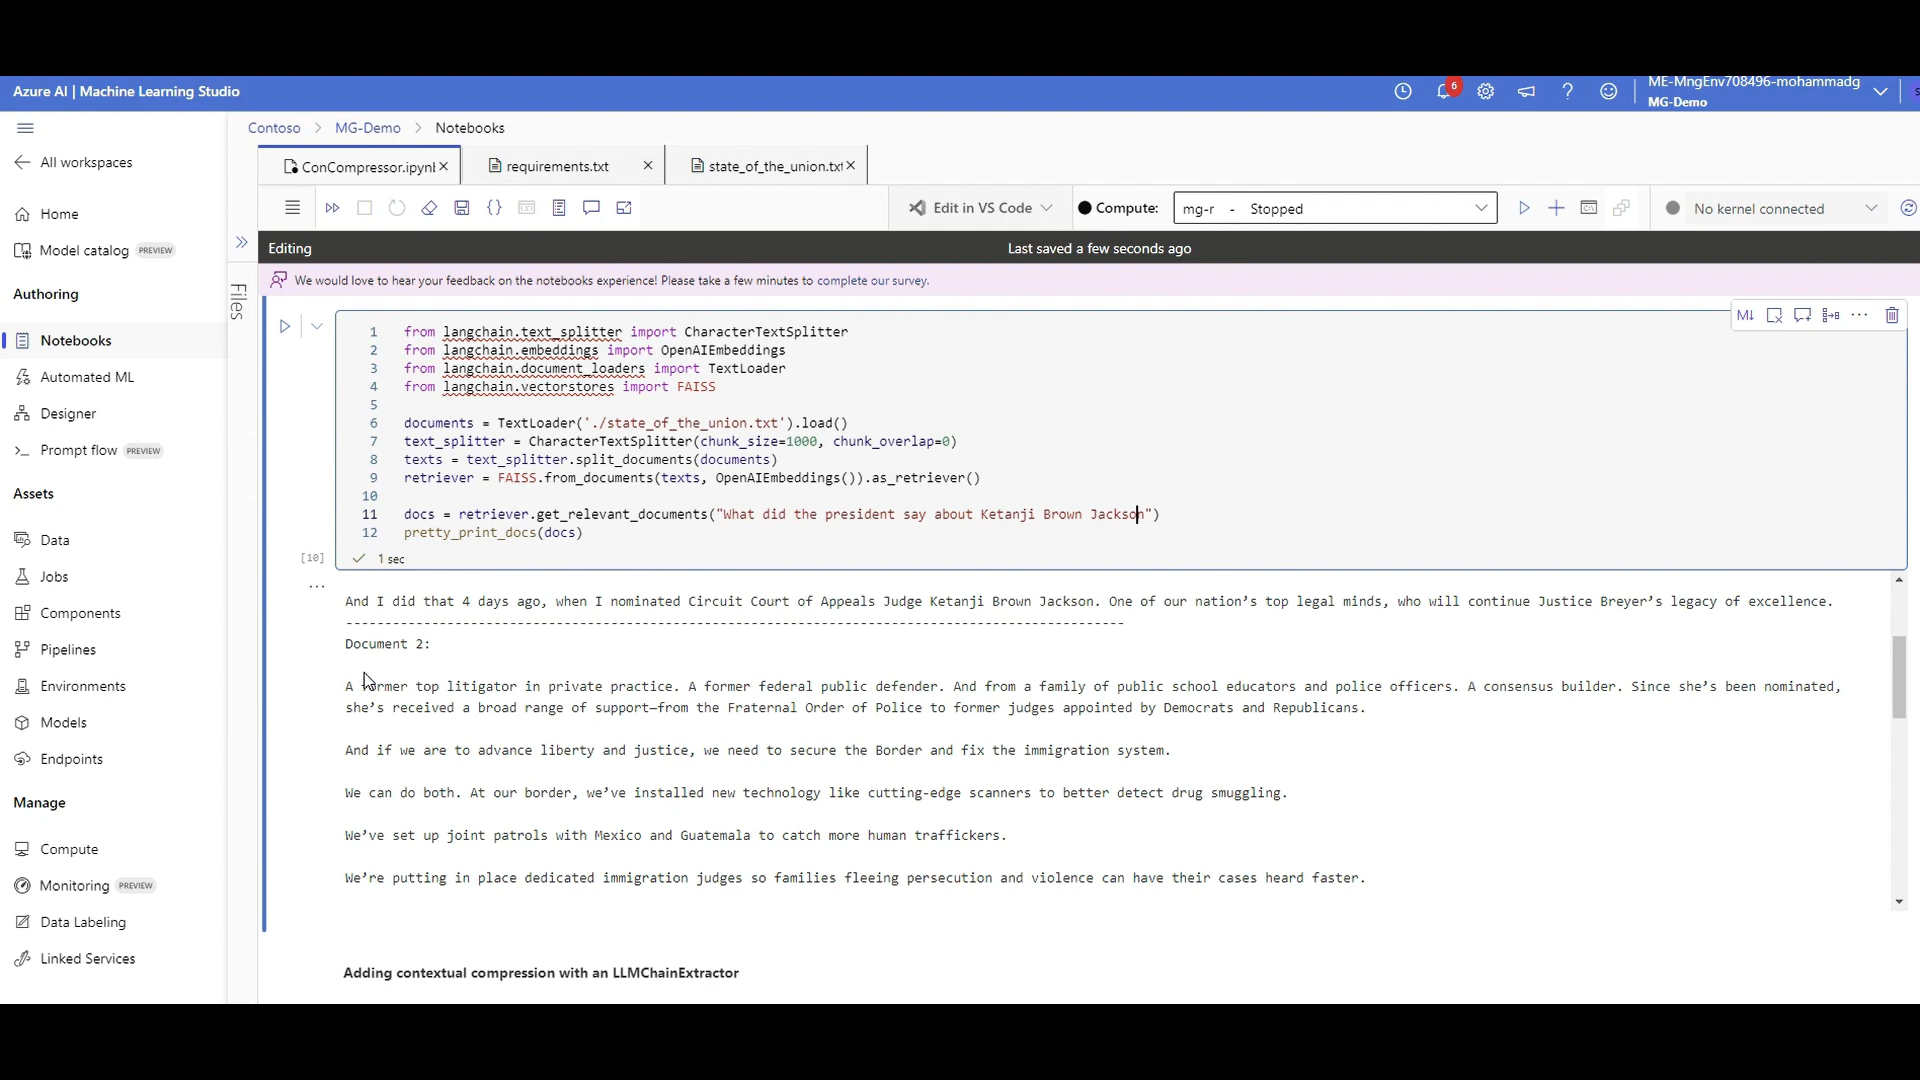 Azure AI | Machine Learning Studio
6
ME-MngEnv708496-mohammadg
MG-Demo
All workspaces
Home
Model catalog PREVIEW
Authoring
Notebooks
Automated ML
Designer
Prompt flow PREVIEW
Assets
Data
Jobs
Components
Pipelines
Environments
Models
Endpoints
Manage
Compute
Monitoring PREVIEW
Data Labeling
Linked Services
Files
Contoso > MG-Demo > Notebooks
ConCompressor.ipynb
requirements.txt
state_of_the_union.txt
Edit in VS Code
Compute: mg-r - Stopped
No kernel connected
Editing
Last saved a few seconds ago
We would love to hear your feedback on the notebooks experience! Please take a few minutes to complete our survey.
M↓
1 from langchain.text_splitter import CharacterTextSplitter
2 from langchain.embeddings import OpenAIEmbeddings
3 from langchain.document_loaders import TextLoader
4 from langchain.vectorstores import FAISS
5
6 documents = TextLoader('./state_of_the_union.txt').load()
7 text_splitter = CharacterTextSplitter(chunk_size=1000, chunk_overlap=0)
8 texts = text_splitter.split_documents(documents)
9 retriever = FAISS.from_documents(texts, OpenAIEmbeddings()).as_retriever()
10
11 docs = retriever.get_relevant_documents("What did the president say about Ketanji Brown Jackson")
12 pretty_print_docs(docs)
[10] ✓ 1 sec
...
And I did that 4 days ago, when I nominated Circuit Court of Appeals Judge Ketanji Brown Jackson. One of our nation’s top legal minds, who will continue Justice Breyer’s legacy of excellence.
----------------------------------------------------------------------------------------------------
Document 2:
A former top litigator in private practice. A former federal public defender. And from a family of public school educators and police officers. A consensus builder. Since she’s been nominated,
she’s received a broad range of support—from the Fraternal Order of Police to former judges appointed by Democrats and Republicans.
And if we are to advance liberty and justice, we need to secure the Border and fix the immigration system.
We can do both. At our border, we’ve installed new technology like cutting-edge scanners to better detect drug smuggling.
We’ve set up joint patrols with Mexico and Guatemala to catch more human traffickers.
We’re putting in place dedicated immigration judges so families fleeing persecution and violence can have their cases heard faster.
Adding contextual compression with an LLMChainExtractor